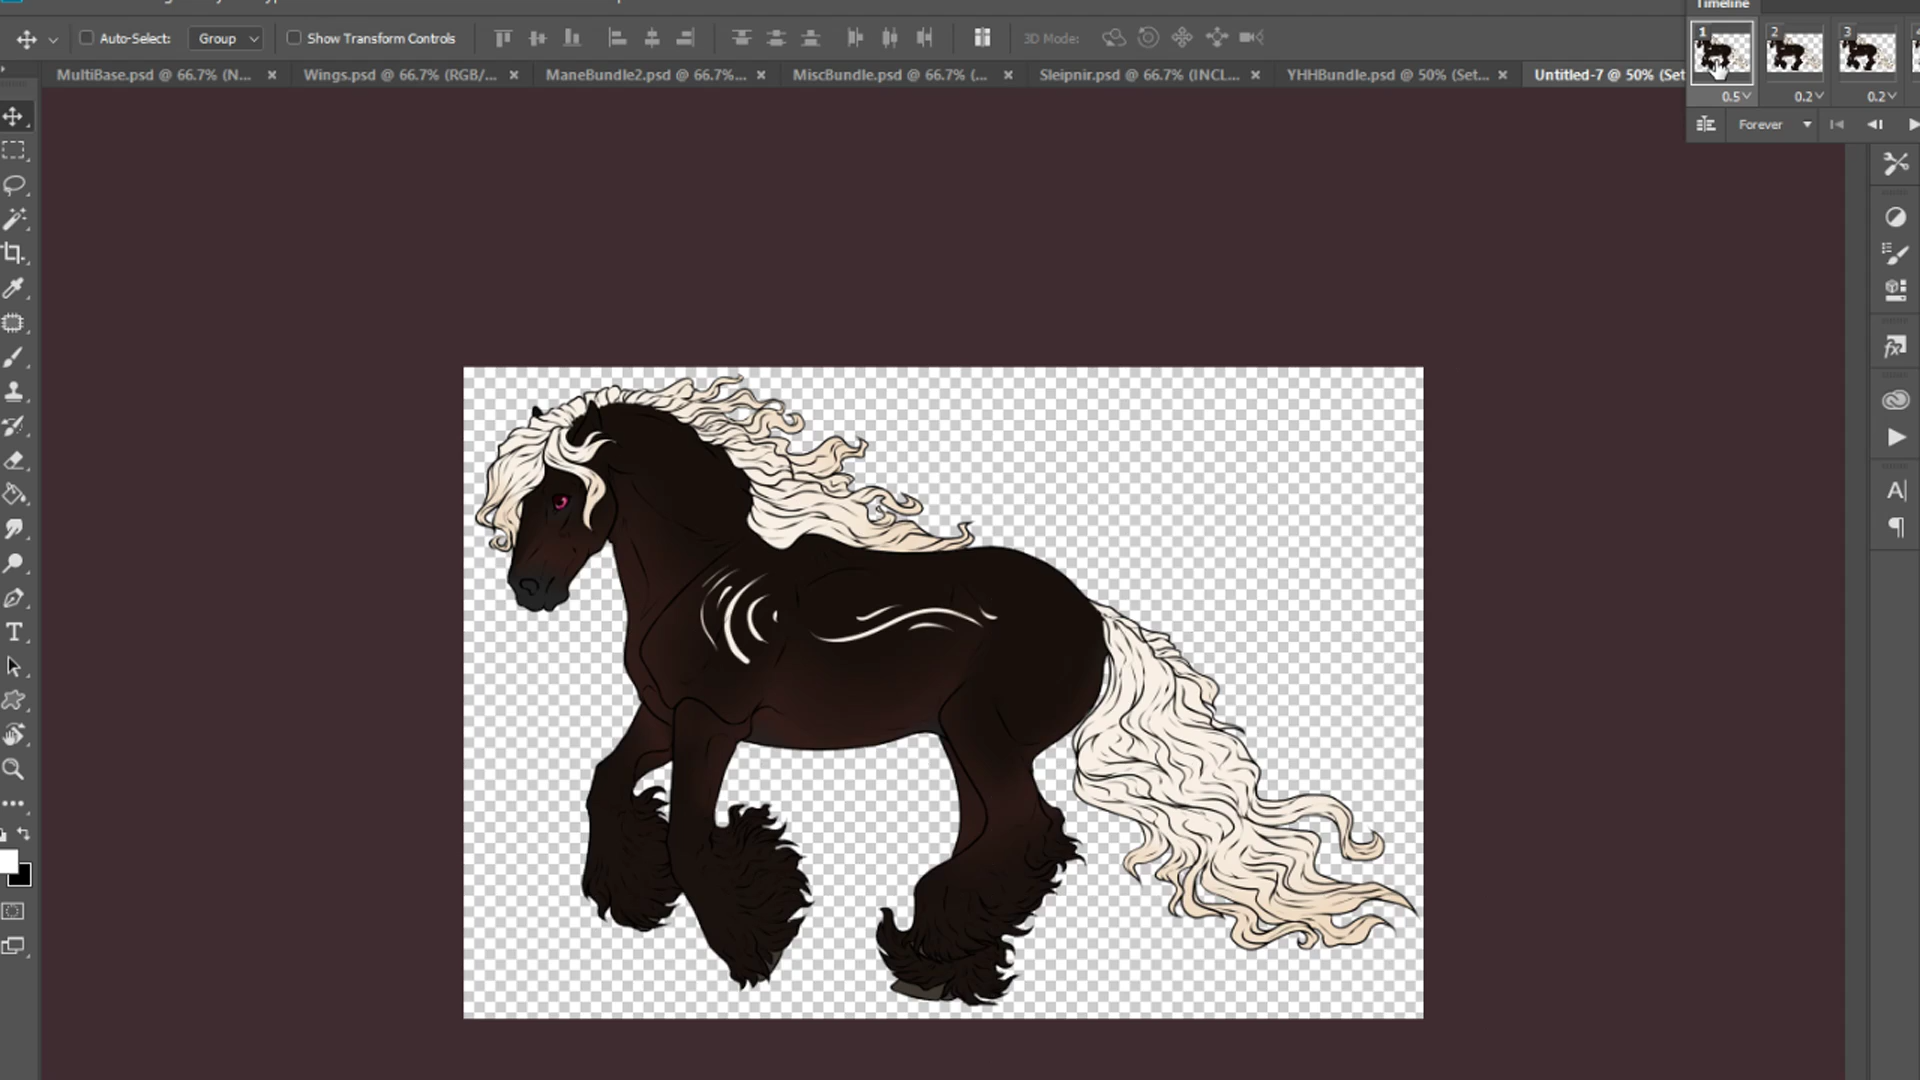 Timeline
Auto-Select: Group Show Transform Controls 3D Mode:
1 2 3
MultiBase.psd @ 66.7% (N... Wings.psd @ 66.7% (RGB/... ManeBundle2.psd @ 66.7%... MiscBundle.psd @ 66.7% (... Sleipnir.psd @ 66.7% (INCL... YHHBundle.psd @ 50% (Set... Untitled-7 @ 50% (Set
0.5 0.2 0.2
Forever